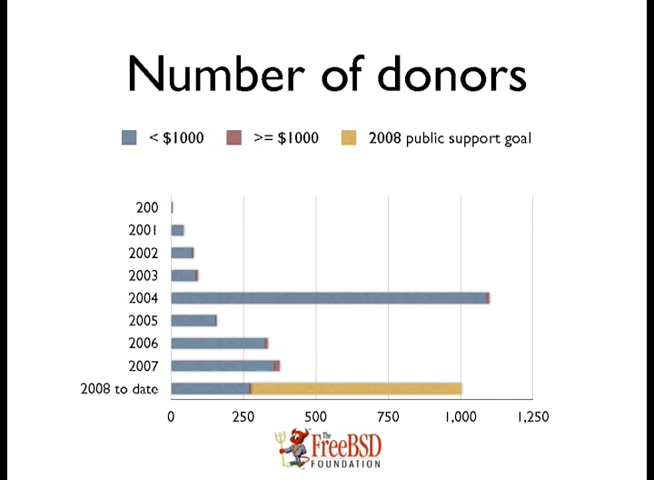 Number of donors
< $1000 >= $1000 2008 public support goal
200
2001
2002
2003
2004
2005
2006
2007
2008 to date
0 250 500 750 1,000 1,250
The
FreeBSD
FOUNDATION